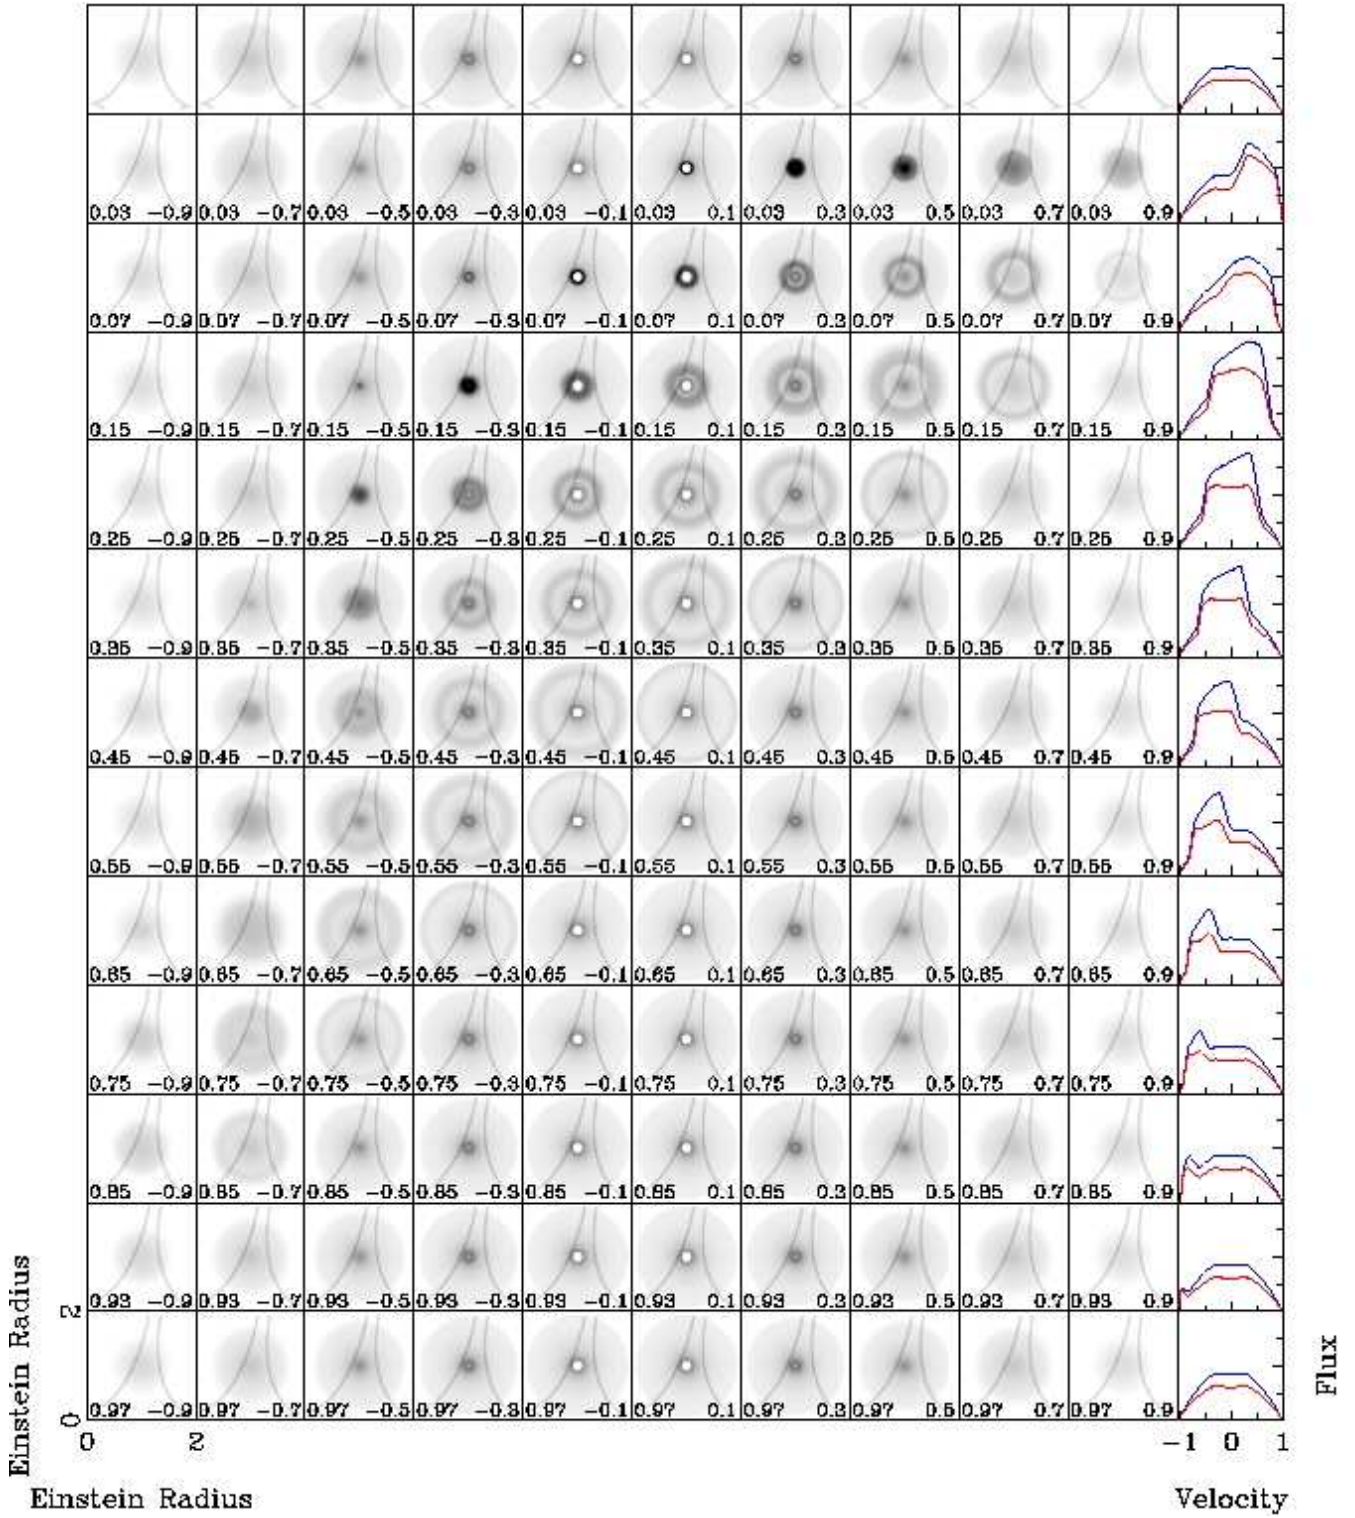 0.03 −0.9 0.03 −0.7 0.03 −0.5 0.03 −0.3 0.03 −0.1 0.03 0.1 0.03 0.3 0.03 0.5 0.03 0.7 0.03 0.9
0.07 −0.9 0.07 −0.7 0.07 −0.5 0.07 −0.3 0.07 −0.1 0.07 0.1 0.07 0.3 0.07 0.5 0.07 0.7 0.07 0.9
0.15 −0.9 0.15 −0.7 0.15 −0.5 0.15 −0.3 0.15 −0.1 0.15 0.1 0.15 0.3 0.15 0.5 0.15 0.7 0.15 0.9
0.25 −0.9 0.25 −0.7 0.25 −0.5 0.25 −0.3 0.25 −0.1 0.25 0.1 0.25 0.3 0.25 0.5 0.25 0.7 0.25 0.9
0.35 −0.9 0.35 −0.7 0.35 −0.5 0.35 −0.3 0.35 −0.1 0.35 0.1 0.35 0.3 0.35 0.5 0.35 0.7 0.35 0.9
0.45 −0.9 0.45 −0.7 0.45 −0.5 0.45 −0.3 0.45 −0.1 0.45 0.1 0.45 0.3 0.45 0.5 0.45 0.7 0.45 0.9
0.55 −0.9 0.55 −0.7 0.55 −0.5 0.55 −0.3 0.55 −0.1 0.55 0.1 0.55 0.3 0.55 0.5 0.55 0.7 0.55 0.9
0.65 −0.9 0.65 −0.7 0.65 −0.5 0.65 −0.3 0.65 −0.1 0.65 0.1 0.65 0.3 0.65 0.5 0.65 0.7 0.65 0.9
0.75 −0.9 0.75 −0.7 0.75 −0.5 0.75 −0.3 0.75 −0.1 0.75 0.1 0.75 0.3 0.75 0.5 0.75 0.7 0.75 0.9
0.85 −0.9 0.85 −0.7 0.85 −0.5 0.85 −0.3 0.85 −0.1 0.85 0.1 0.85 0.3 0.85 0.5 0.85 0.7 0.85 0.9
0.93 −0.9 0.93 −0.7 0.93 −0.5 0.93 −0.3 0.93 −0.1 0.93 0.1 0.93 0.3 0.93 0.5 0.93 0.7 0.93 0.9
2
0.97 −0.9 0.97 −0.7 0.97 −0.5 0.97 −0.3 0.97 −0.1 0.97 0.1 0.97 0.3 0.97 0.5 0.97 0.7 0.97 0.9
0
Einstein Radius
Flux
0 2 −1 0 1
Einstein Radius
Velocity